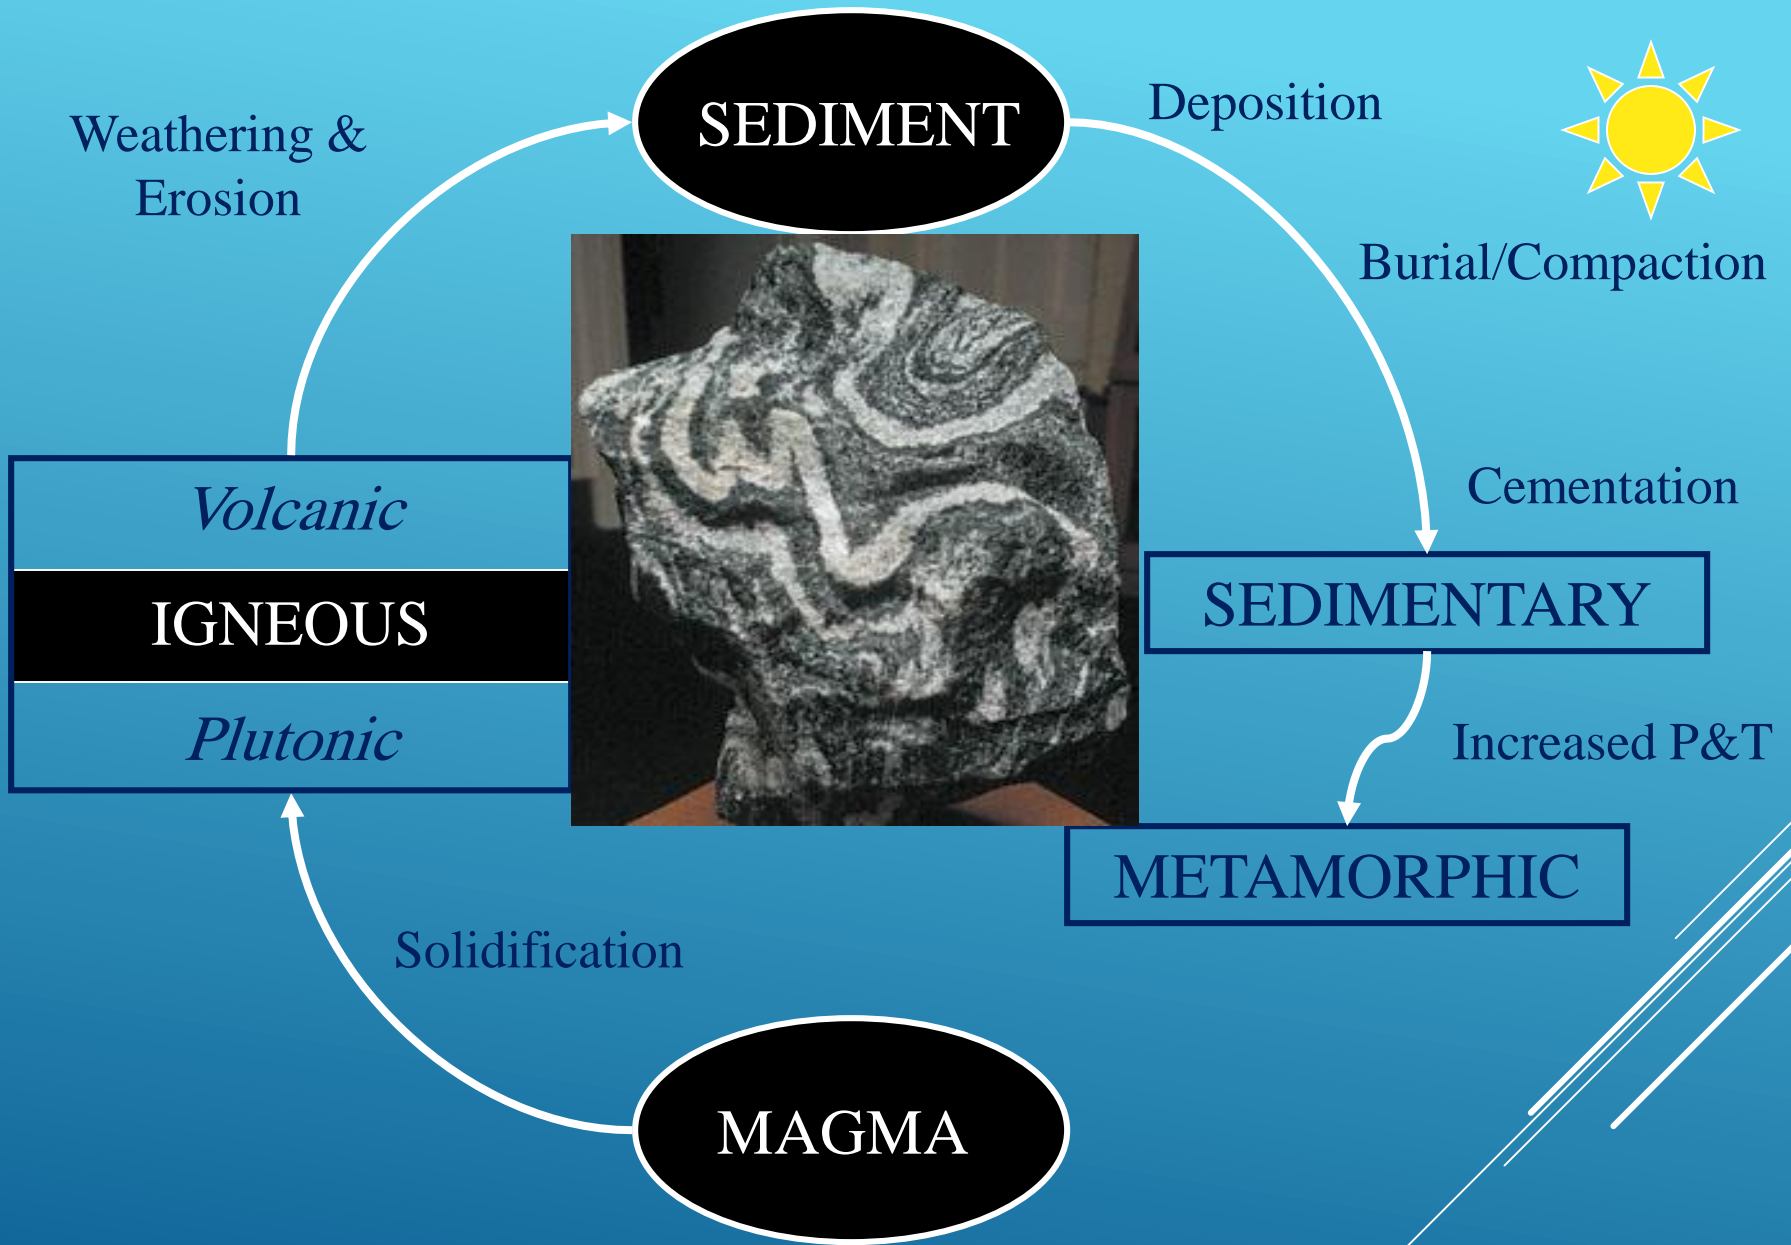 SEDIMENT
Deposition
Weathering &
Erosion
Burial/Compaction
Volcanic
Cementation
IGNEOUS
SEDIMENTARY
Plutonic
Increased P&T
METAMORPHIC
Solidification
MAGMA